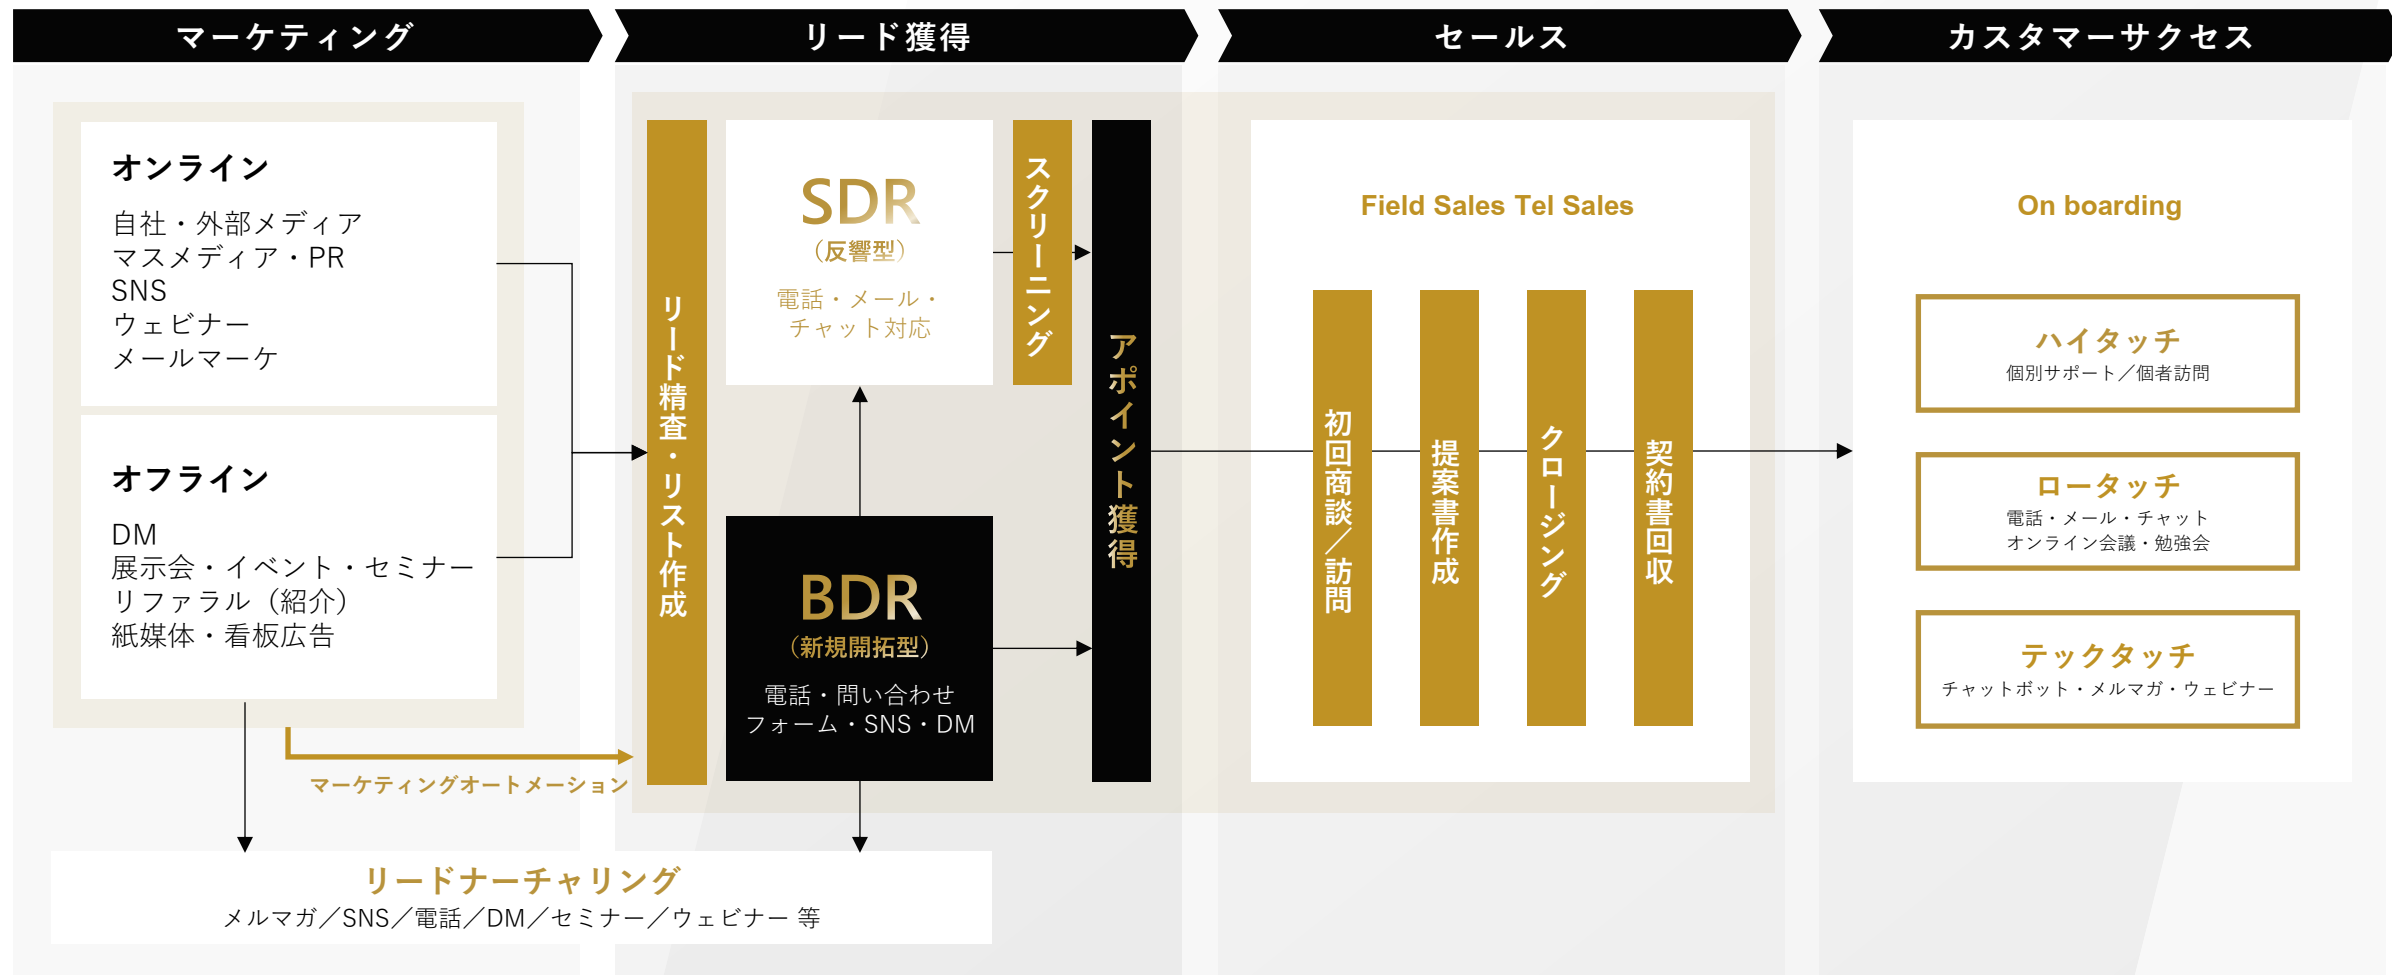 マーケティング
リード獲得
セールス
カスタマーサクセス
オンライン
自社・外部メディア
マスメディア・PR
SNS
ウェビナー
メールマーケ
オフライン
DM
展示会・イベント・セミナー
リファラル（紹介）
紙媒体・看板広告
マーケティングオートメーション
リード精査・リスト作成
SDR
（反響型）
電話・メール・
チャット対応
スクリーニング
BDR
（新規開拓型）
電話・問い合わせ
フォーム・SNS・DM
アポイント獲得
リードナーチャリング
メルマガ／SNS／電話／DM／セミナー／ウェビナー 等
Field Sales Tel Sales
初回商談／訪問
提案書作成
クロージング
契約書回収
On boarding
ハイタッチ
個別サポート／個者訪問
ロータッチ
電話・メール・チャット
オンライン会議・勉強会
テックタッチ
チャットボット・メルマガ・ウェビナー